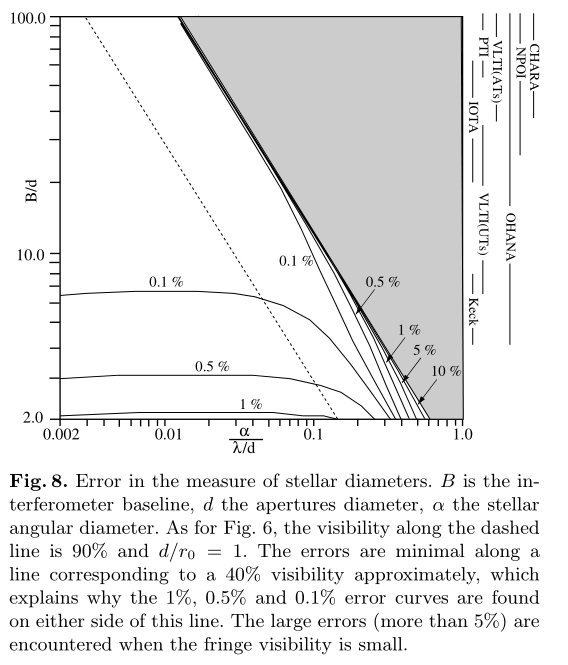 100.0
10.0
2.0
B/d
0.1 %
0.5 %
1 %
0.1 %
0.5 %
1 %
5 %
10 %
0.002
0.01
0.1
1.0
α
λ/d
PTI
VLTI(ATs)
NPOI
CHARA
IOTA
VLTI(UTs)
OHANA
Keck
Fig. 8. Error in the measure of stellar diameters. B is the in-
terferometer baseline, d the apertures diameter, α the stellar
angular diameter. As for Fig. 6, the visibility along the dashed
line is 90% and d/r₀ = 1. The errors are minimal along a
line corresponding to a 40% visibility approximately, which
explains why the 1%, 0.5% and 0.1% error curves are found
on either side of this line. The large errors (more than 5%) are
encountered when the fringe visibility is small.